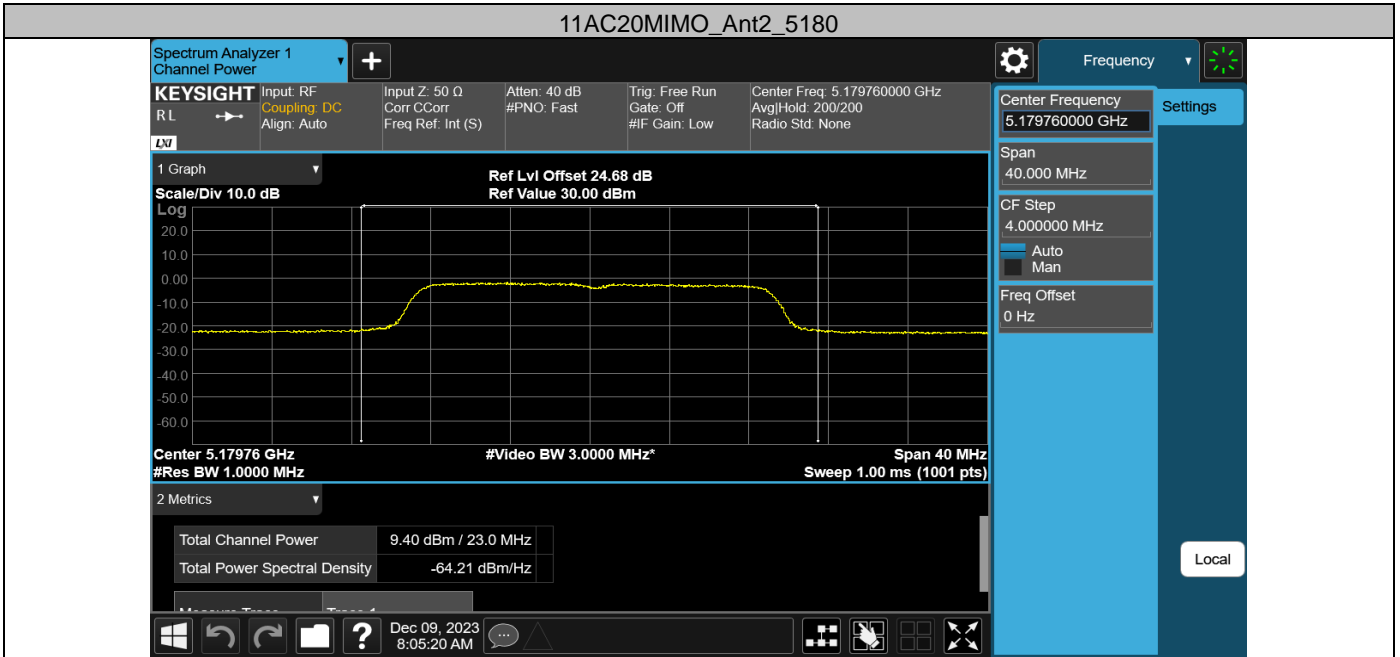 11AC20MIMO_Ant2_5180
Spectrum Analyzer 1
Channel Power
+
Frequency
KEYSIGHT
R L
LXI
Input: RF
Coupling: DC
Align: Auto
Input Z: 50 Ω
Corr CCorr
Freq Ref: Int (S)
Atten: 40 dB
#PNO: Fast
Trig: Free Run
Gate: Off
#IF Gain: Low
Center Freq: 5.179760000 GHz
Avg|Hold: 200/200
Radio Std: None
Center Frequency
5.179760000 GHz
Settings
Span
40.000 MHz
CF Step
4.000000 MHz
Auto
Man
Freq Offset
0 Hz
Local
1 Graph
Scale/Div 10.0 dB
Ref Lvl Offset 24.68 dB
Ref Value 30.00 dBm
Log
20.0
10.0
0.00
-10.0
-20.0
-30.0
-40.0
-50.0
-60.0
Center 5.17976 GHz
#Video BW 3.0000 MHz*
Span 40 MHz
#Res BW 1.0000 MHz
Sweep 1.00 ms (1001 pts)
2 Metrics
Total Channel Power 9.40 dBm / 23.0 MHz
Total Power Spectral Density -64.21 dBm/Hz
Measure Trace Trace 1
?
Dec 09, 2023
8:05:20 AM